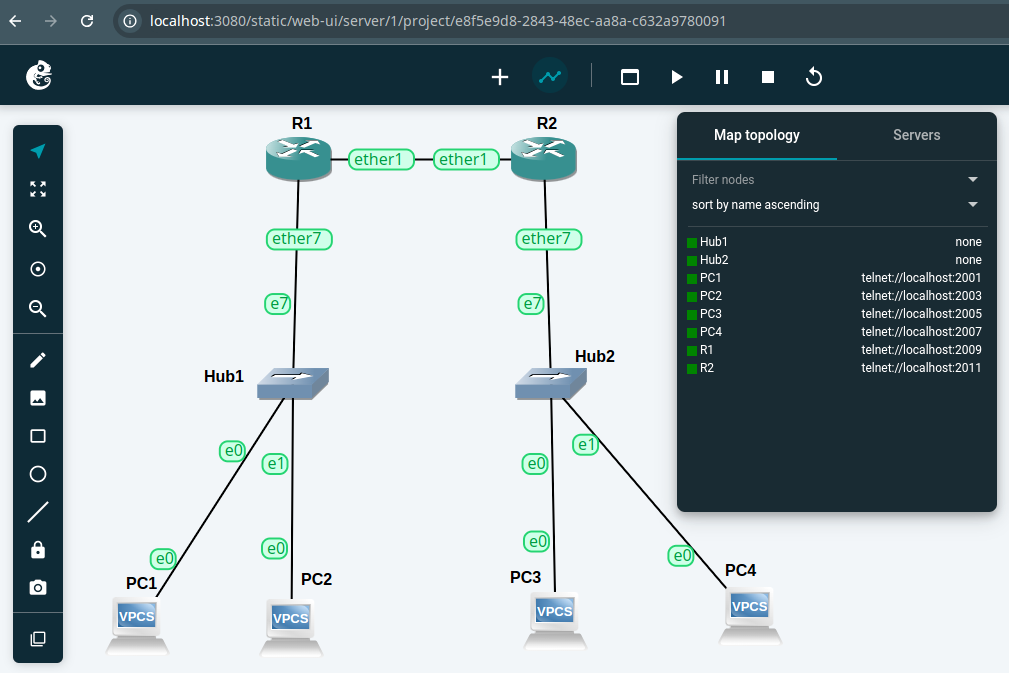 localhost:3080/static/web-ui/server/1/project/e8f5e9d8-2843-48ec-aa8a-c632a9780091
R1
R2
ether1
ether1
ether7
ether7
e7
e7
Hub1
Hub2
e0
e1
e0
e1
e0
e0
e0
e0
PC1
PC2
PC3
PC4
VPCS
VPCS
VPCS
VPCS
Map topology
Servers
Filter nodes
sort by name ascending
Hub1 none
Hub2 none
PC1 telnet://localhost:2001
PC2 telnet://localhost:2003
PC3 telnet://localhost:2005
PC4 telnet://localhost:2007
R1 telnet://localhost:2009
R2 telnet://localhost:2011